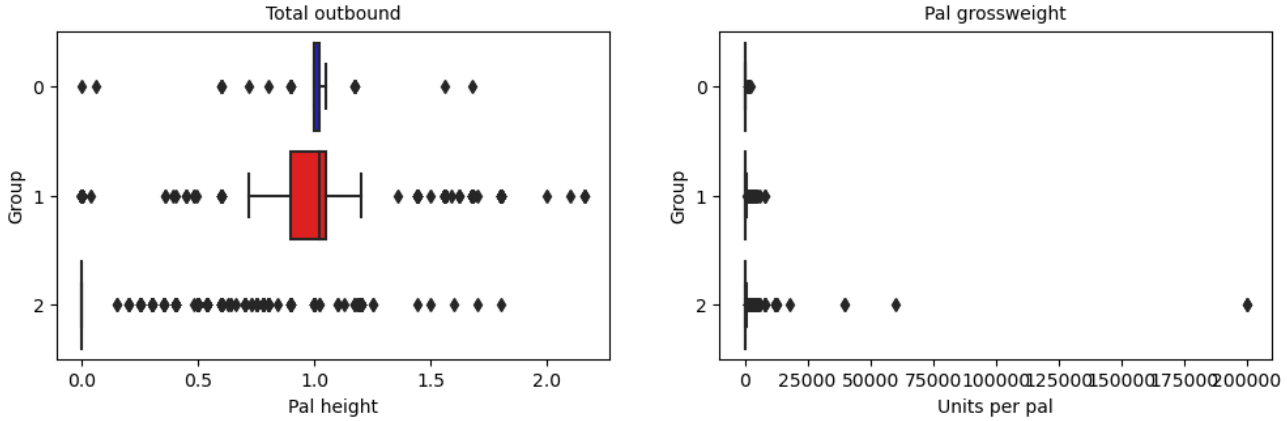 Total outbound
Group
0
1
2
0.0 0.5 1.0 1.5 2.0
Pal height
Pal grossweight
Group
0
1
2
0 25000 50000 75000 100000 125000 150000 175000 200000
Units per pal